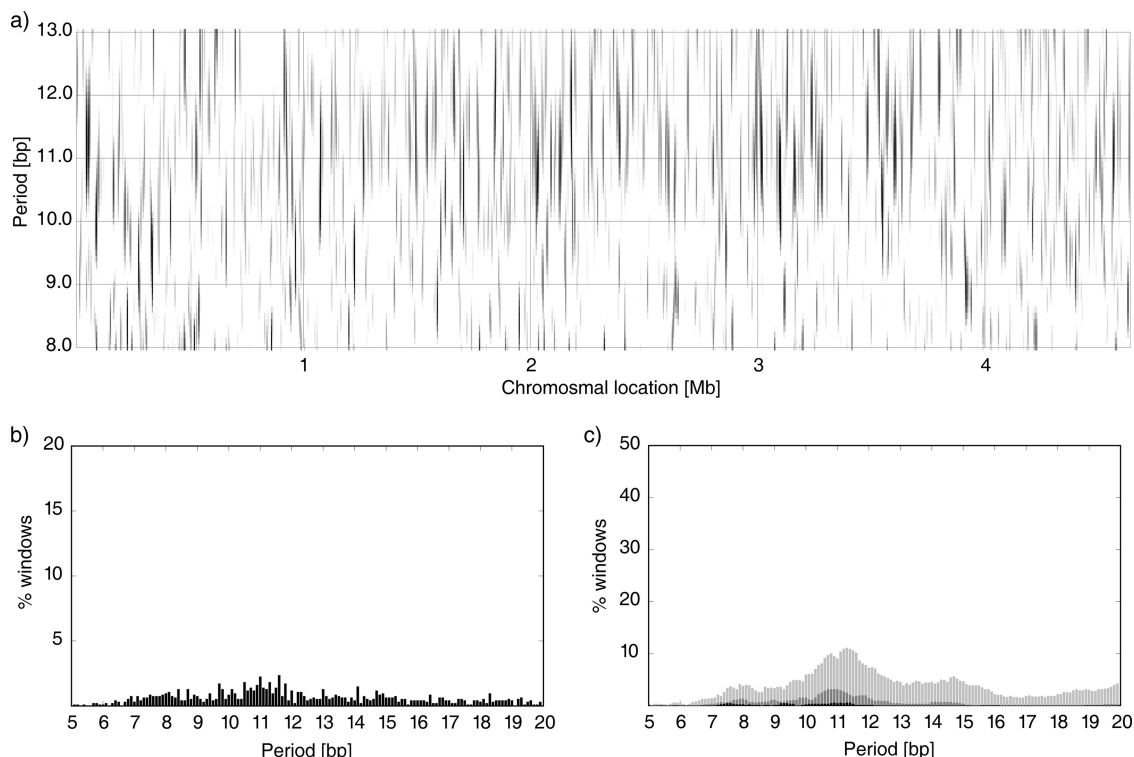 a)
13.0
12.0
11.0
10.0
9.0
8.0
Period [bp]
1 2 3 4
Chromosmal location [Mb]
b)
20
15
10
5
% windows
5 6 7 8 9 10 11 12 13 14 15 16 17 18 19 20
Period [bp]
c)
50
40
30
20
10
% windows
5 6 7 8 9 10 11 12 13 14 15 16 17 18 19 20
Period [bp]